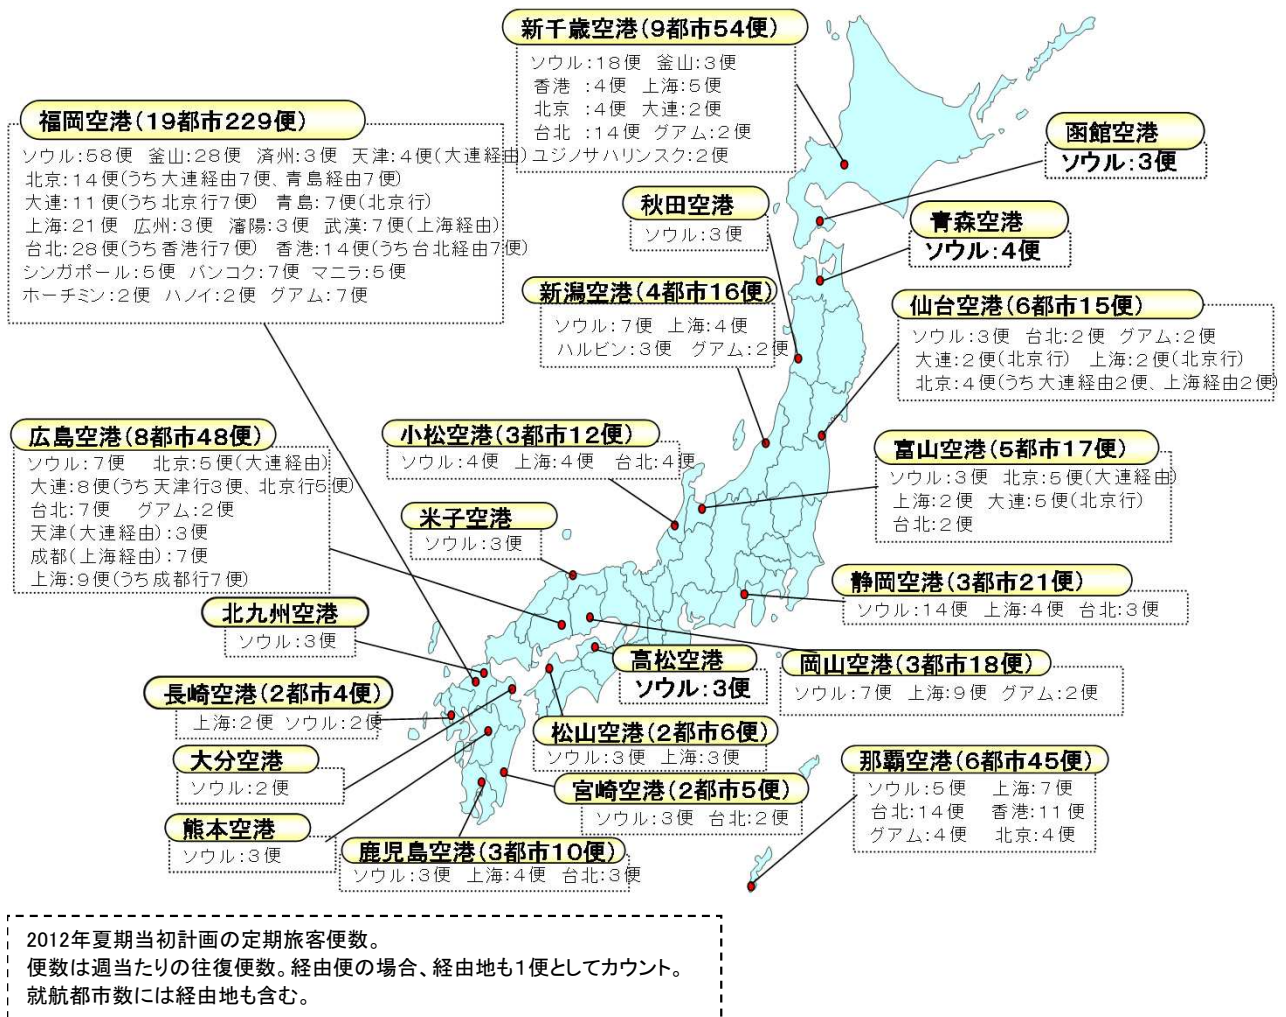 新千歳空港(9都市54便)
ソウル:18便 釜山:3便
香港 :4便 上海:5便
北京 :4便 大連:2便
台北 :14便 グアム:2便
ユジノサハリンスク:2便
福岡空港(19都市229便)
ソウル:58便 釜山:28便 済州:3便 天津:4便(大連経由)
北京:14便(うち大連経由7便、青島経由7便)
大連:11便(うち北京行7便) 青島:7便(北京行)
上海:21便 広州:3便 瀋陽:3便 武漢:7便(上海経由)
台北:28便(うち香港行7便) 香港:14便(うち台北経由7便)
シンガポール:5便 バンコク:7便 マニラ:5便
ホーチミン:2便 ハノイ:2便 グアム:7便
函館空港
ソウル:3便
秋田空港
ソウル:3便
青森空港
ソウル:4便
新潟空港(4都市16便)
ソウル:7便 上海:4便
ハルビン:3便 グアム:2便
仙台空港(6都市15便)
ソウル:3便 台北:2便 グアム:2便
大連:2便(北京行) 上海:2便(北京行)
北京:4便(うち大連経由2便、上海経由2便)
広島空港(8都市48便)
ソウル:7便 北京:5便(大連経由)
大連:8便(うち天津行3便、北京行5便)
台北:7便 グアム:2便
天津(大連経由):3便
成都(上海経由):7便
上海:9便(うち成都行7便)
小松空港(3都市12便)
ソウル:4便 上海:4便 台北:4便
富山空港(5都市17便)
ソウル:3便 北京:5便(大連経由)
上海:2便 大連:5便(北京行)
台北:2便
米子空港
ソウル:3便
静岡空港(3都市21便)
ソウル:14便 上海:4便 台北:3便
北九州空港
ソウル:3便
高松空港
ソウル:3便
岡山空港(3都市18便)
ソウル:7便 上海:9便 グアム:2便
長崎空港(2都市4便)
上海:2便 ソウル:2便
松山空港(2都市6便)
ソウル:3便 上海:3便
大分空港
ソウル:2便
宮崎空港(2都市5便)
ソウル:3便 台北:2便
那覇空港(6都市45便)
ソウル:5便 上海:7便
台北:14便 香港:11便
グアム:4便 北京:4便
熊本空港
ソウル:3便
鹿児島空港(3都市10便)
ソウル:3便 上海:4便 台北:3便
2012年夏期当初計画の定期旅客便数。
便数は週当たりの往復便数。経由便の場合、経由地も1便としてカウント。
就航都市数には経由地も含む。